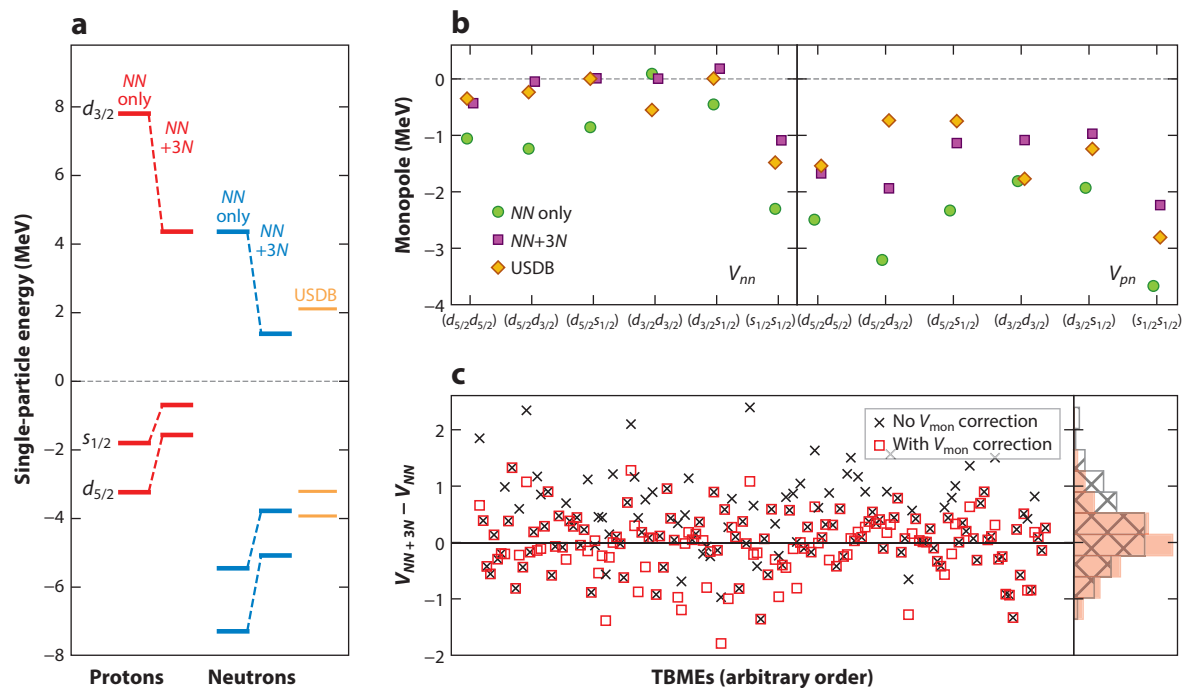 a
Single-particle energy (MeV)
8
6
4
2
0
−2
−4
−6
−8
NN
only
NN
+3N
NN
only
NN
+3N
USDB
d3/2
s1/2
d5/2
Protons
Neutrons
b
Monopole (MeV)
0
−1
−2
−3
−4
NN only
NN+3N
USDB
Vnn
Vpn
(d5/2d5/2)
(d5/2d3/2)
(d5/2s1/2)
(d3/2d3/2)
(d3/2s1/2)
(s1/2s1/2)
(d5/2d5/2)
(d5/2d3/2)
(d5/2s1/2)
(d3/2d3/2)
(d3/2s1/2)
(s1/2s1/2)
c
VNN + 3N − VNN
2
1
0
−1
−2
No Vmon correction
With Vmon correction
TBMEs (arbitrary order)